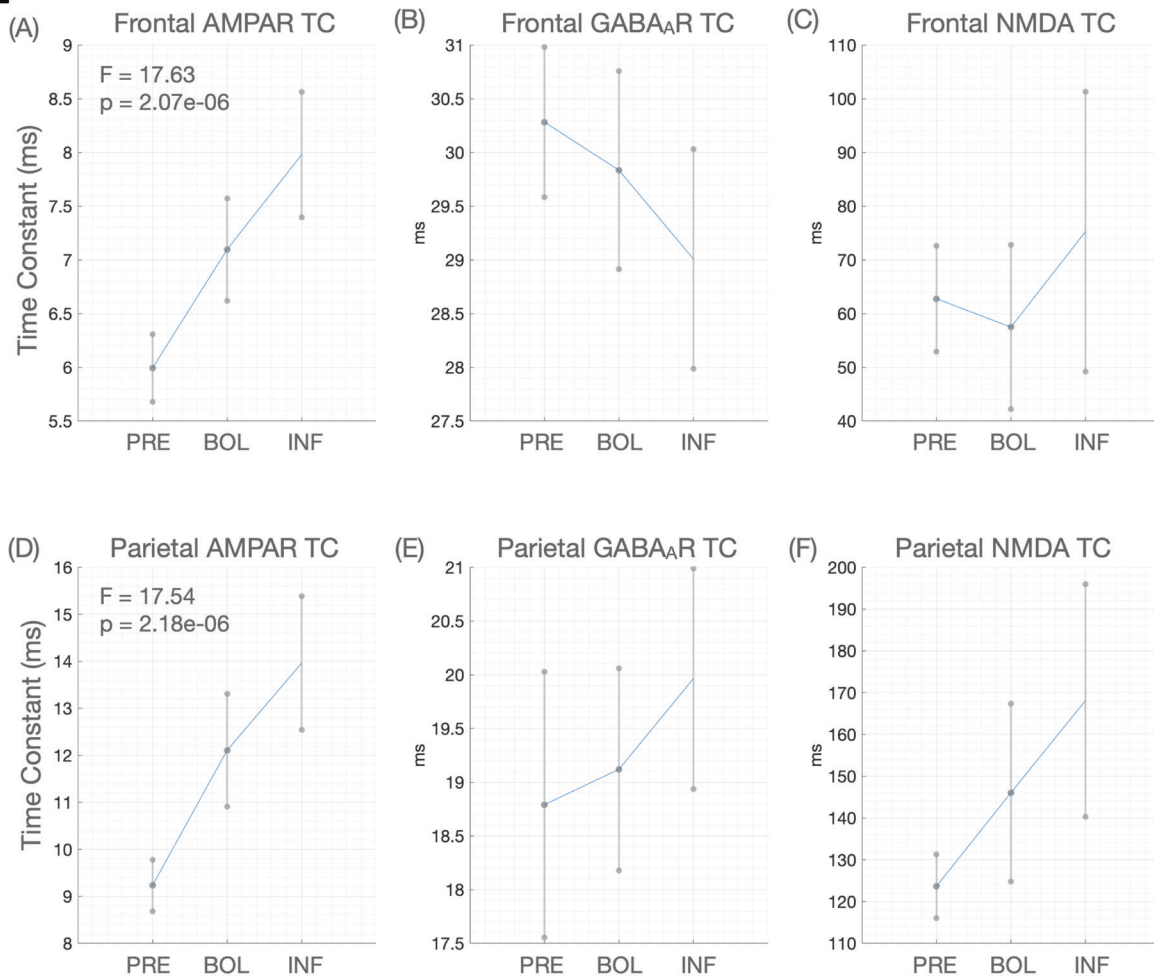 (A) Frontal AMPAR TC
F = 17.63
p = 2.07e-06
Time Constant (ms)
9
8.5
8
7.5
7
6.5
6
5.5
PRE BOL INF
(B) Frontal GABAAR TC
ms
31
30.5
30
29.5
29
28.5
28
27.5
PRE BOL INF
(C) Frontal NMDA TC
ms
110
100
90
80
70
60
50
40
PRE BOL INF
(D) Parietal AMPAR TC
F = 17.54
p = 2.18e-06
Time Constant (ms)
16
15
14
13
12
11
10
9
8
PRE BOL INF
(E) Parietal GABAAR TC
ms
21
20.5
20
19.5
19
18.5
18
17.5
PRE BOL INF
(F) Parietal NMDA TC
ms
200
190
180
170
160
150
140
130
120
110
PRE BOL INF